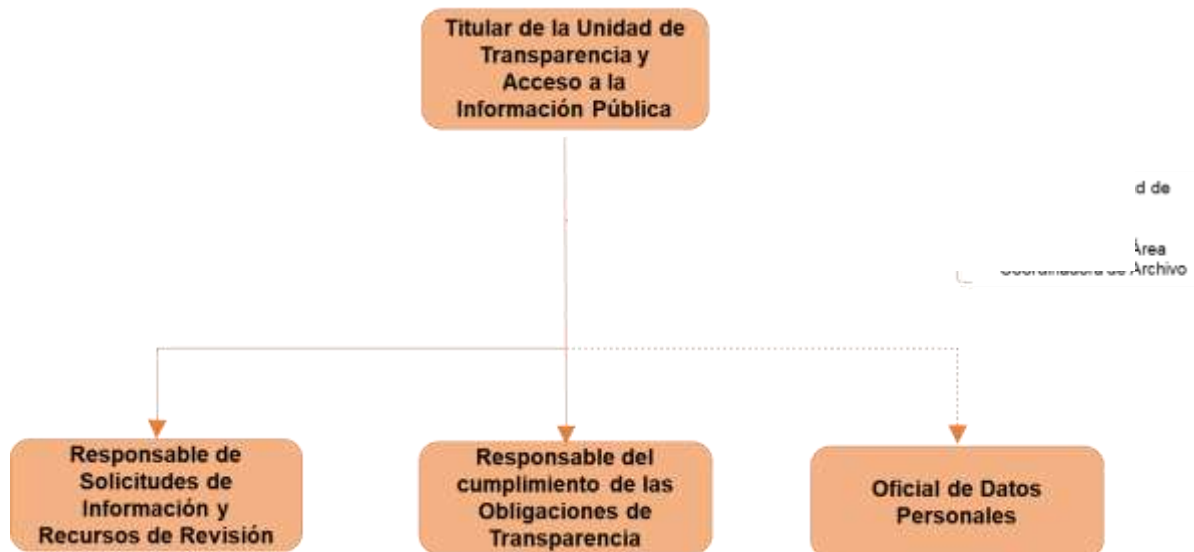 Titular de la Unidad de
Transparencia y
Acceso a la
Información Pública
d de
Área
de Archivo
Responsable de
Solicitudes de
Información y
Recursos de Revisión
Responsable del
cumplimiento de las
Obligaciones de
Transparencia
Oficial de Datos
Personales